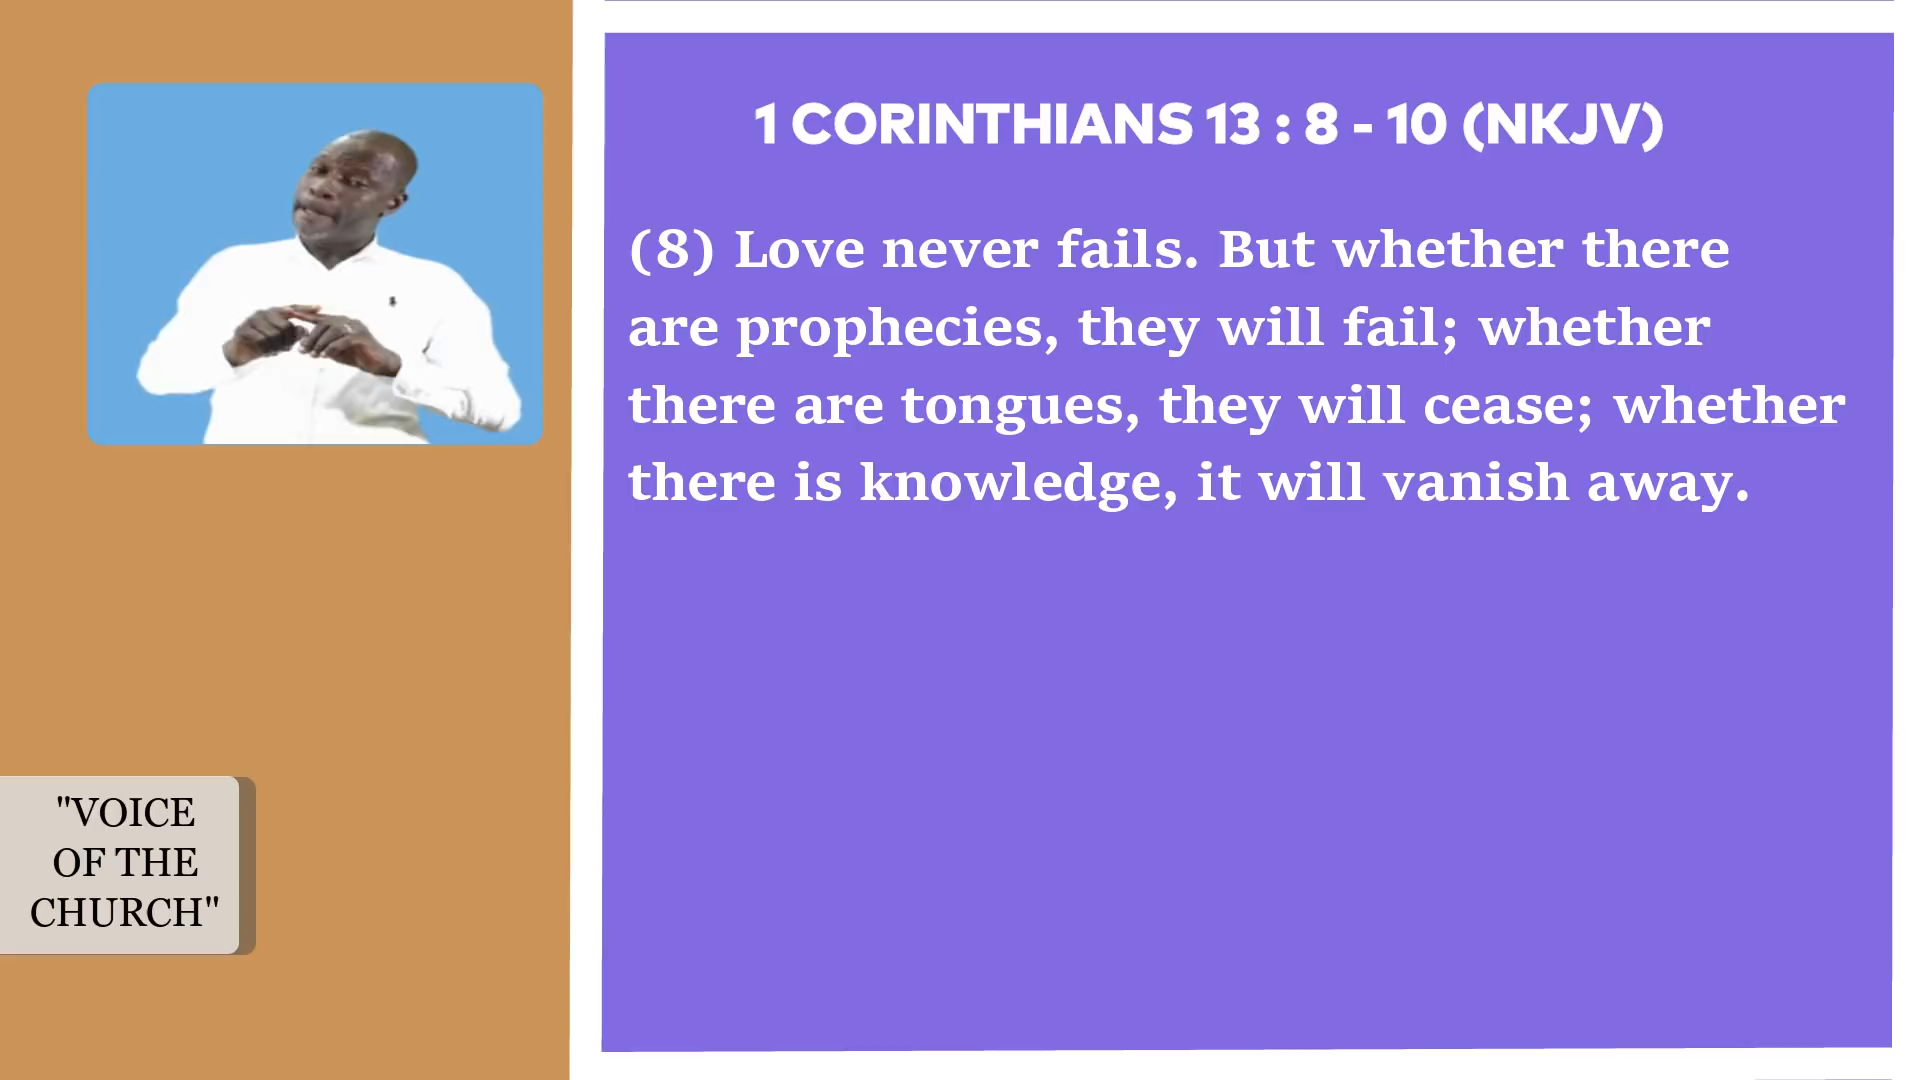 1 CORINTHIANS 13 : 8 - 10 (NKJV)
(8) Love never fails. But whether there
are prophecies, they will fail; whether
there are tongues, they will cease; whether
there is knowledge, it will vanish away.
"VOICE
OF THE
CHURCH"